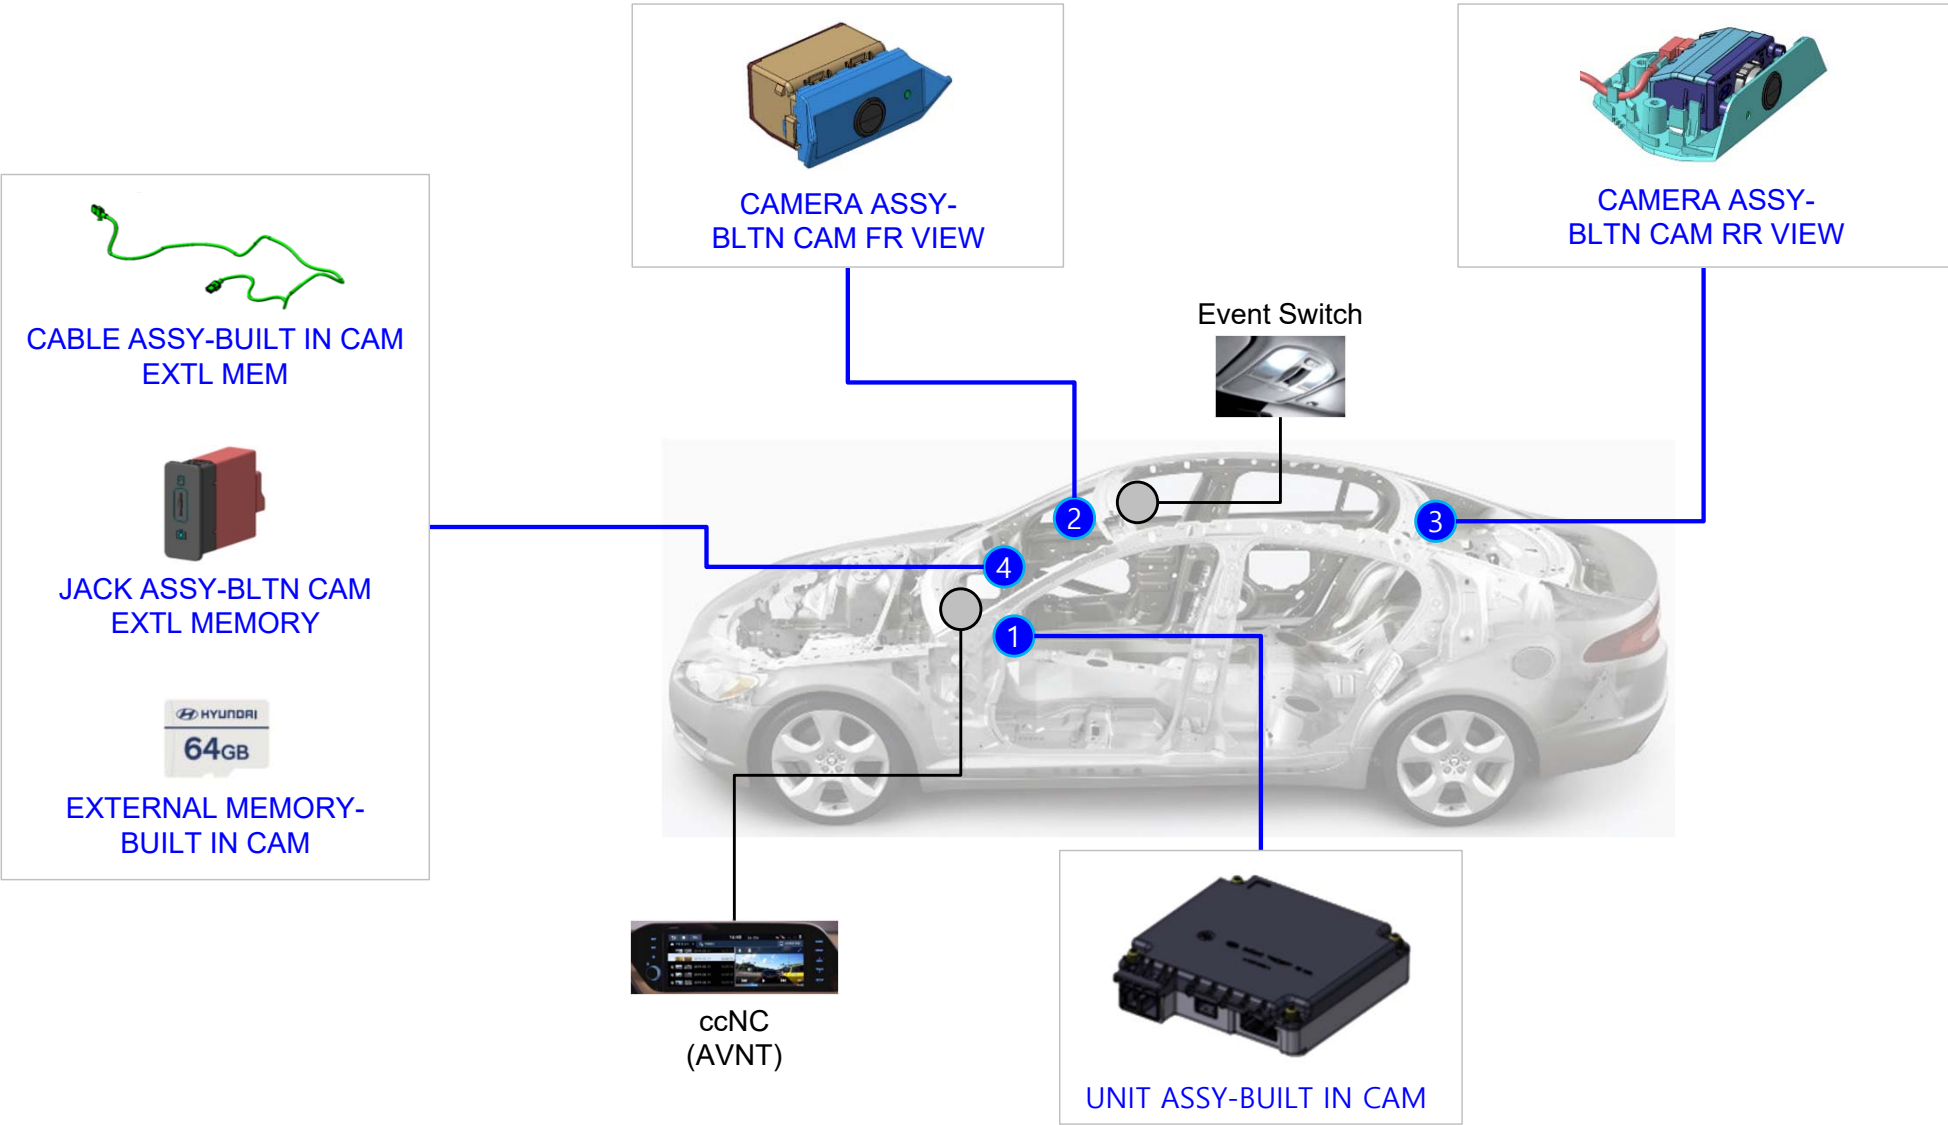 CAMERA ASSY-
BLTN CAM FR VIEW
CAMERA ASSY-
BLTN CAM RR VIEW
CABLE ASSY-BUILT IN CAM
EXTL MEM
JACK ASSY-BLTN CAM
EXTL MEMORY
HYUNDAI
64GB
EXTERNAL MEMORY-
BUILT IN CAM
Event Switch
2
3
4
1
ccNC
(AVNT)
UNIT ASSY-BUILT IN CAM